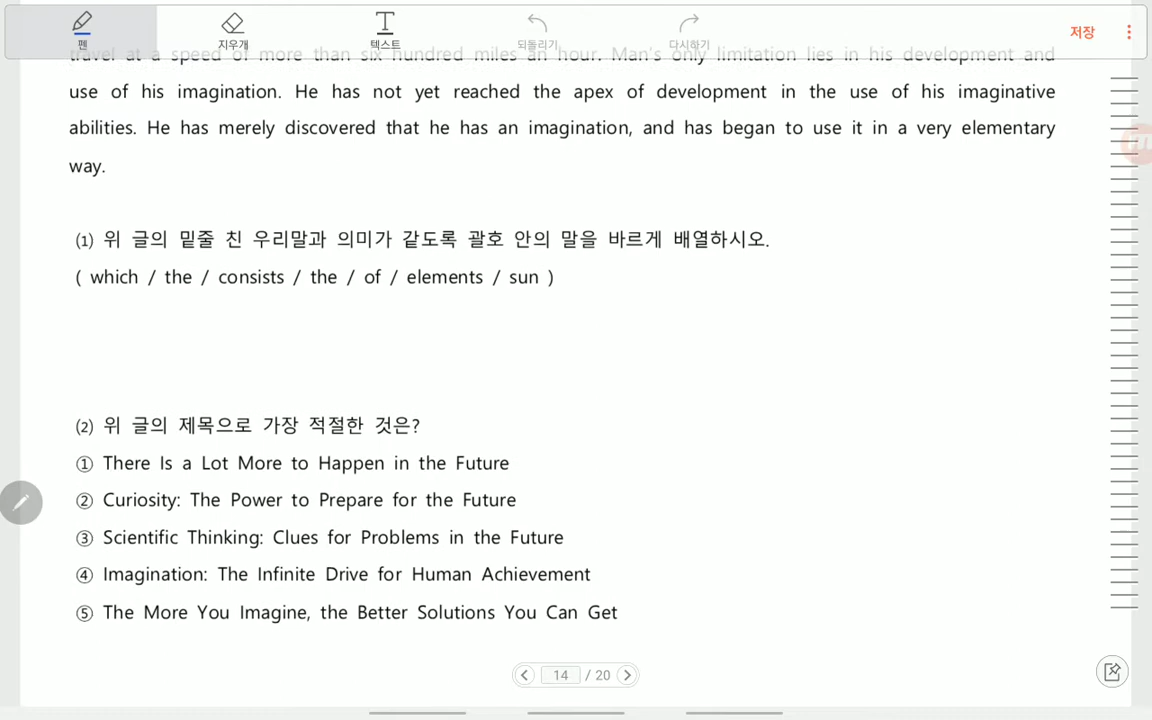 펜 지우개 텍스트 되돌리기 다시하기 저장
travel at a speed of more than six hundred miles an hour. Man's only limitation lies in his development and
use of his imagination. He has not yet reached the apex of development in the use of his imaginative
abilities. He has merely discovered that he has an imagination, and has began to use it in a very elementary
way.
(1) 위 글의 밑줄 친 우리말과 의미가 같도록 괄호 안의 말을 바르게 배열하시오.
( which / the / consists / the / of / elements / sun )
(2) 위 글의 제목으로 가장 적절한 것은?
① There Is a Lot More to Happen in the Future
② Curiosity: The Power to Prepare for the Future
③ Scientific Thinking: Clues for Problems in the Future
④ Imagination: The Infinite Drive for Human Achievement
⑤ The More You Imagine, the Better Solutions You Can Get
14 / 20